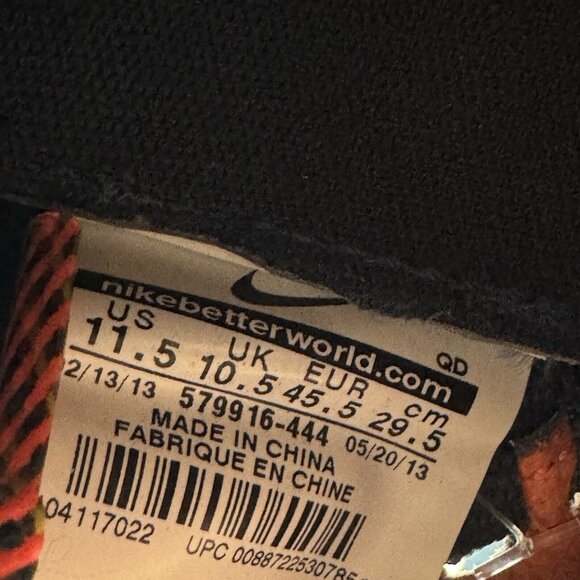 QD
nikebetterworld.com
US UK EUR cm
11.5 10.5 45.5 29.5
2/13/13 579916-444 05/20/13
MADE IN CHINA
FABRIQUE EN CHINE
04117022 UPC 0088722530785